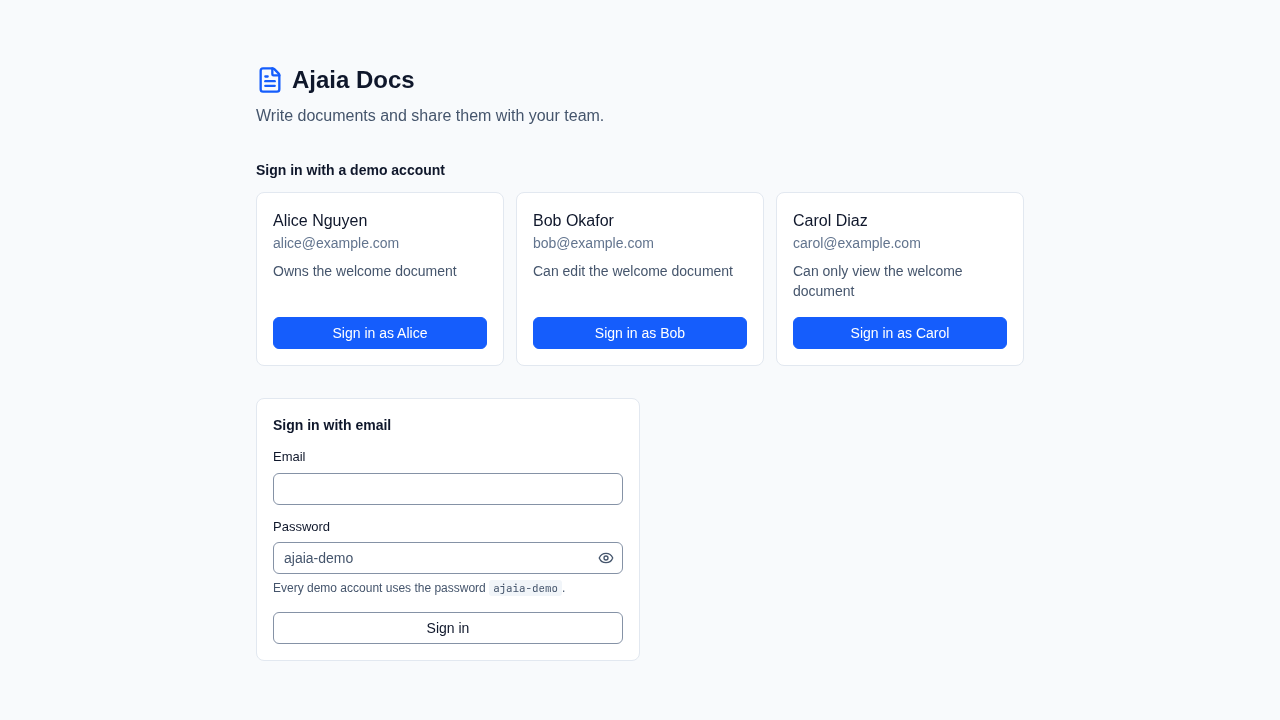 Ajaia Docs
Write documents and share them with your team.
Sign in with a demo account
Alice Nguyen
alice@example.com
Owns the welcome document
Sign in as Alice
Bob Okafor
bob@example.com
Can edit the welcome document
Sign in as Bob
Carol Diaz
carol@example.com
Can only view the welcome
document
Sign in as Carol
Sign in with email
Email
Password
ajaia-demo
Every demo account uses the password ajaia-demo.
Sign in